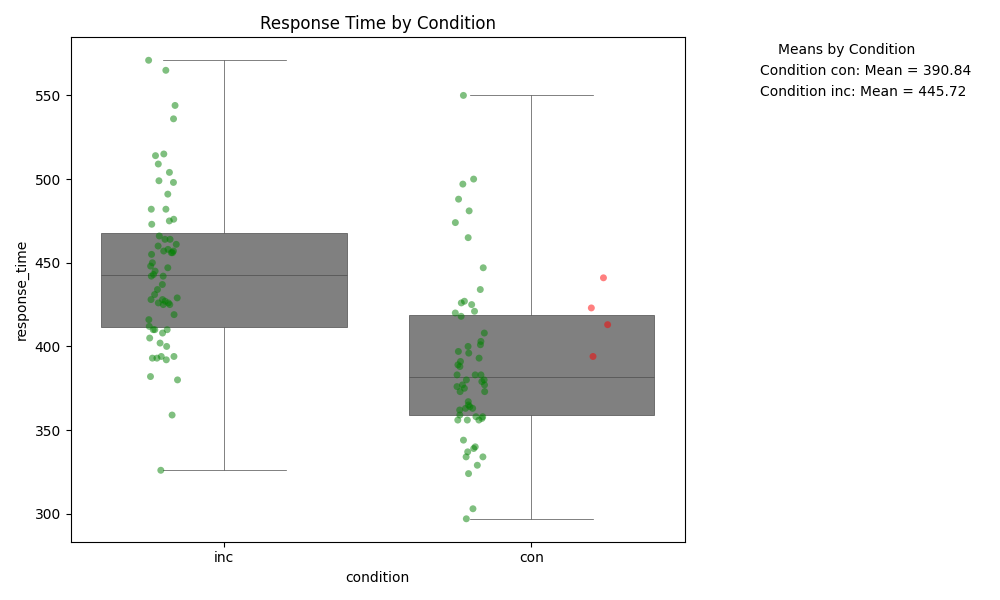 Response Time by Condition
Means by Condition
Condition con: Mean = 390.84
Condition inc: Mean = 445.72
550
500
450
400
350
300
response_time
inc
con
condition